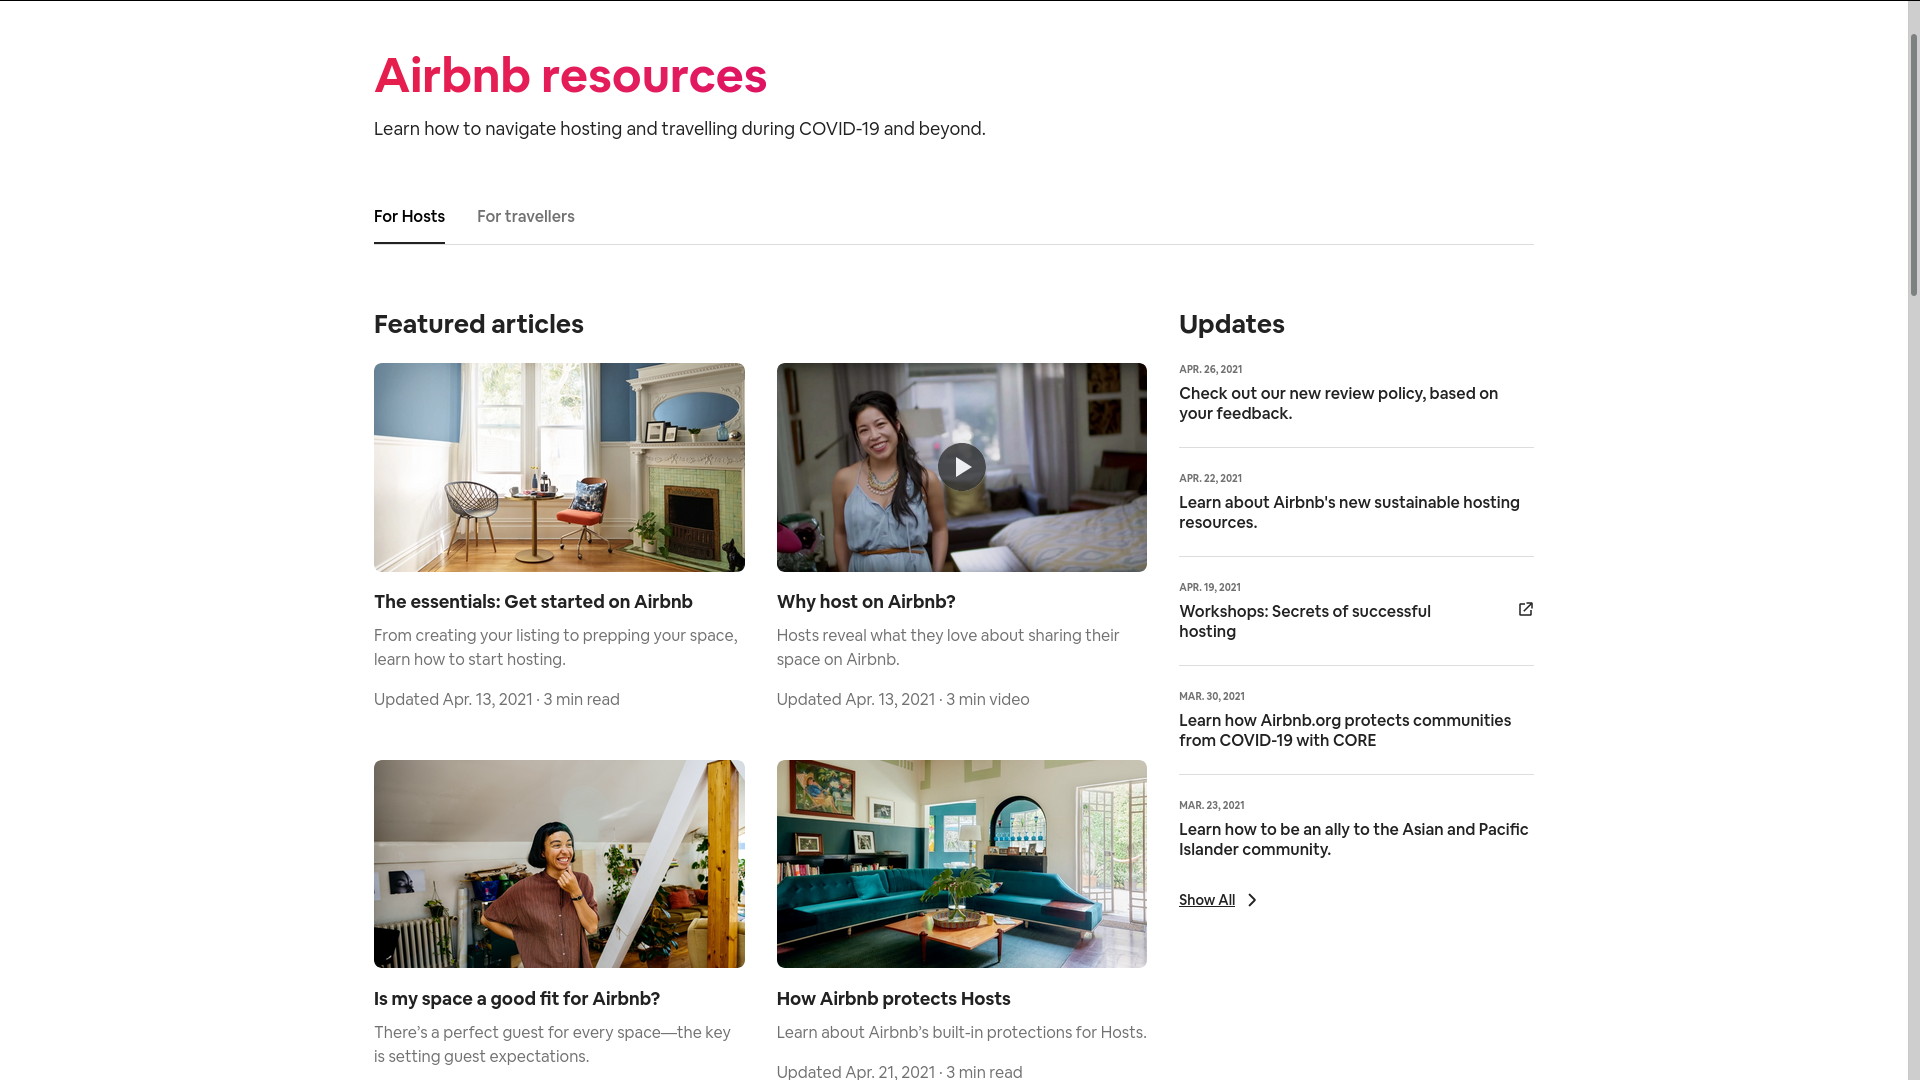 Airbnb resources
Learn how to navigate hosting and travelling during COVID-19 and beyond.
For Hosts
For travellers
Featured articles
The essentials: Get started on Airbnb
From creating your listing to prepping your space,
learn how to start hosting.
Updated Apr. 13, 2021 · 3 min read
Why host on Airbnb?
Hosts reveal what they love about sharing their
space on Airbnb.
Updated Apr. 13, 2021 · 3 min video
Is my space a good fit for Airbnb?
There’s a perfect guest for every space—the key
is setting guest expectations.
How Airbnb protects Hosts
Learn about Airbnb’s built-in protections for Hosts.
Updated Apr. 21, 2021 · 3 min read
Updates
APR. 26, 2021
Check out our new review policy, based on
your feedback.
APR. 22, 2021
Learn about Airbnb's new sustainable hosting
resources.
APR. 19, 2021
Workshops: Secrets of successful
hosting
MAR. 30, 2021
Learn how Airbnb.org protects communities
from COVID-19 with CORE
MAR. 23, 2021
Learn how to be an ally to the Asian and Pacific
Islander community.
Show All